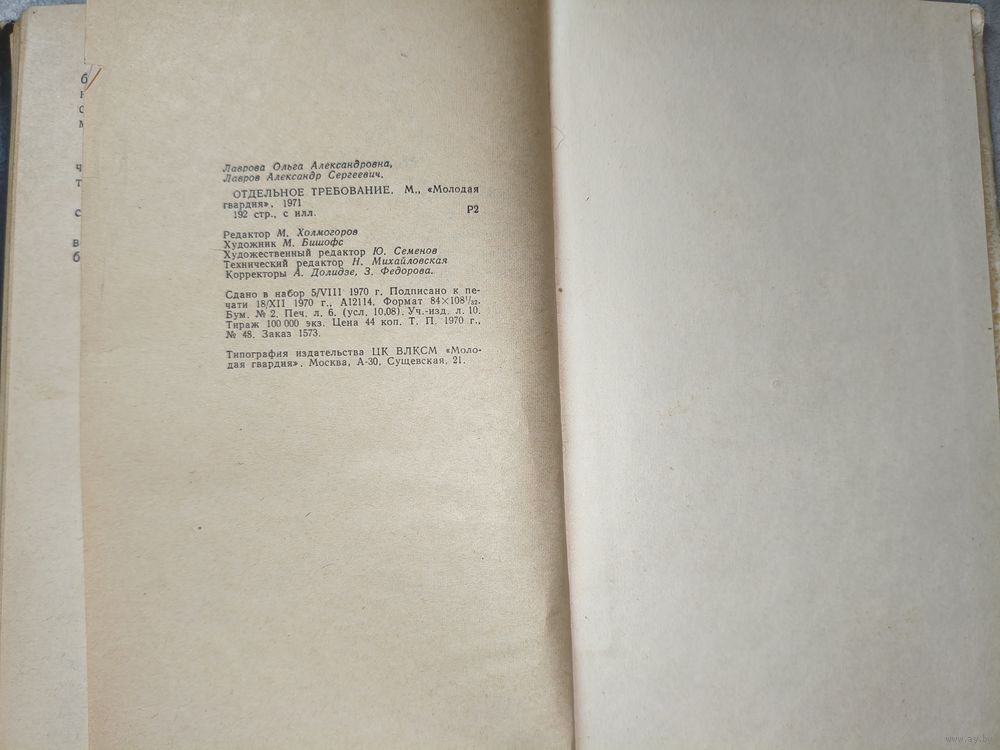 Лаврова Ольга Александровна,
Лавров Александр Сергеевич.
ОТДЕЛЬНОЕ ТРЕБОВАНИЕ. М., «Молодая
гвардия», 1971
192 стр., с илл.
Р2
Редактор М. Холмогоров
Художник М. Бишофс
Художественный редактор Ю. Семенов
Технический редактор Н. Михайловская
Корректоры А. Долидзе, З. Федорова.
Сдано в набор 5/VIII 1970 г. Подписано к пе-
чати 18/XII 1970 г., А12114. Формат 84×108¹/₃₂.
Бум. № 2. Печ. л. 6. (усл. 10,08). Уч.-изд. л. 10.
Тираж 100 000 экз. Цена 44 коп. Т. П. 1970 г.,
№ 48. Заказ 1573.
Типография издательства ЦК ВЛКСМ «Моло-
дая гвардия». Москва, А-30, Сущевская, 21.
www.ay.by